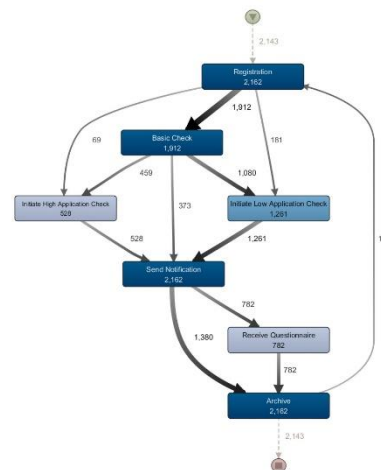 2,143
Registration
2,162
1,912
69
181
Basic Check
1,912
459
1,080
373
Initiate High Application Check
528
Initiate Low Application Check
1,261
528
1,261
Send Notification
2,162
782
1,380
Receive Questionnaire
782
782
Archive
2,162
2,143